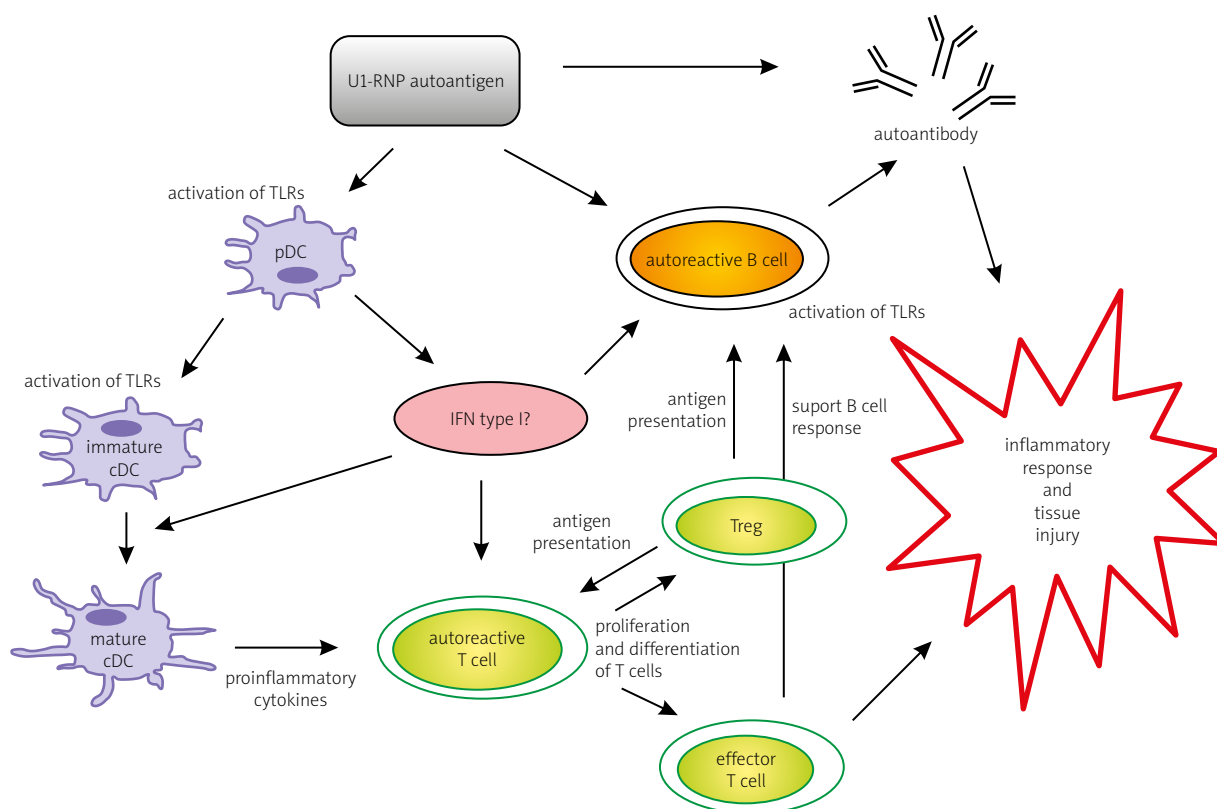 U1-RNP autoantigen
autoantibody
activation of TLRs
pDC
autoreactive B cell
activation of TLRs
activation of TLRs
immature
cDC
IFN type I?
antigen
presentation
suport B cell
response
inflammatory
response
and
tissue
injury
Treg
antigen
presentation
mature
cDC
proinflammatory
cytokines
autoreactive
T cell
proliferation
and differentiation
of T cells
effector
T cell